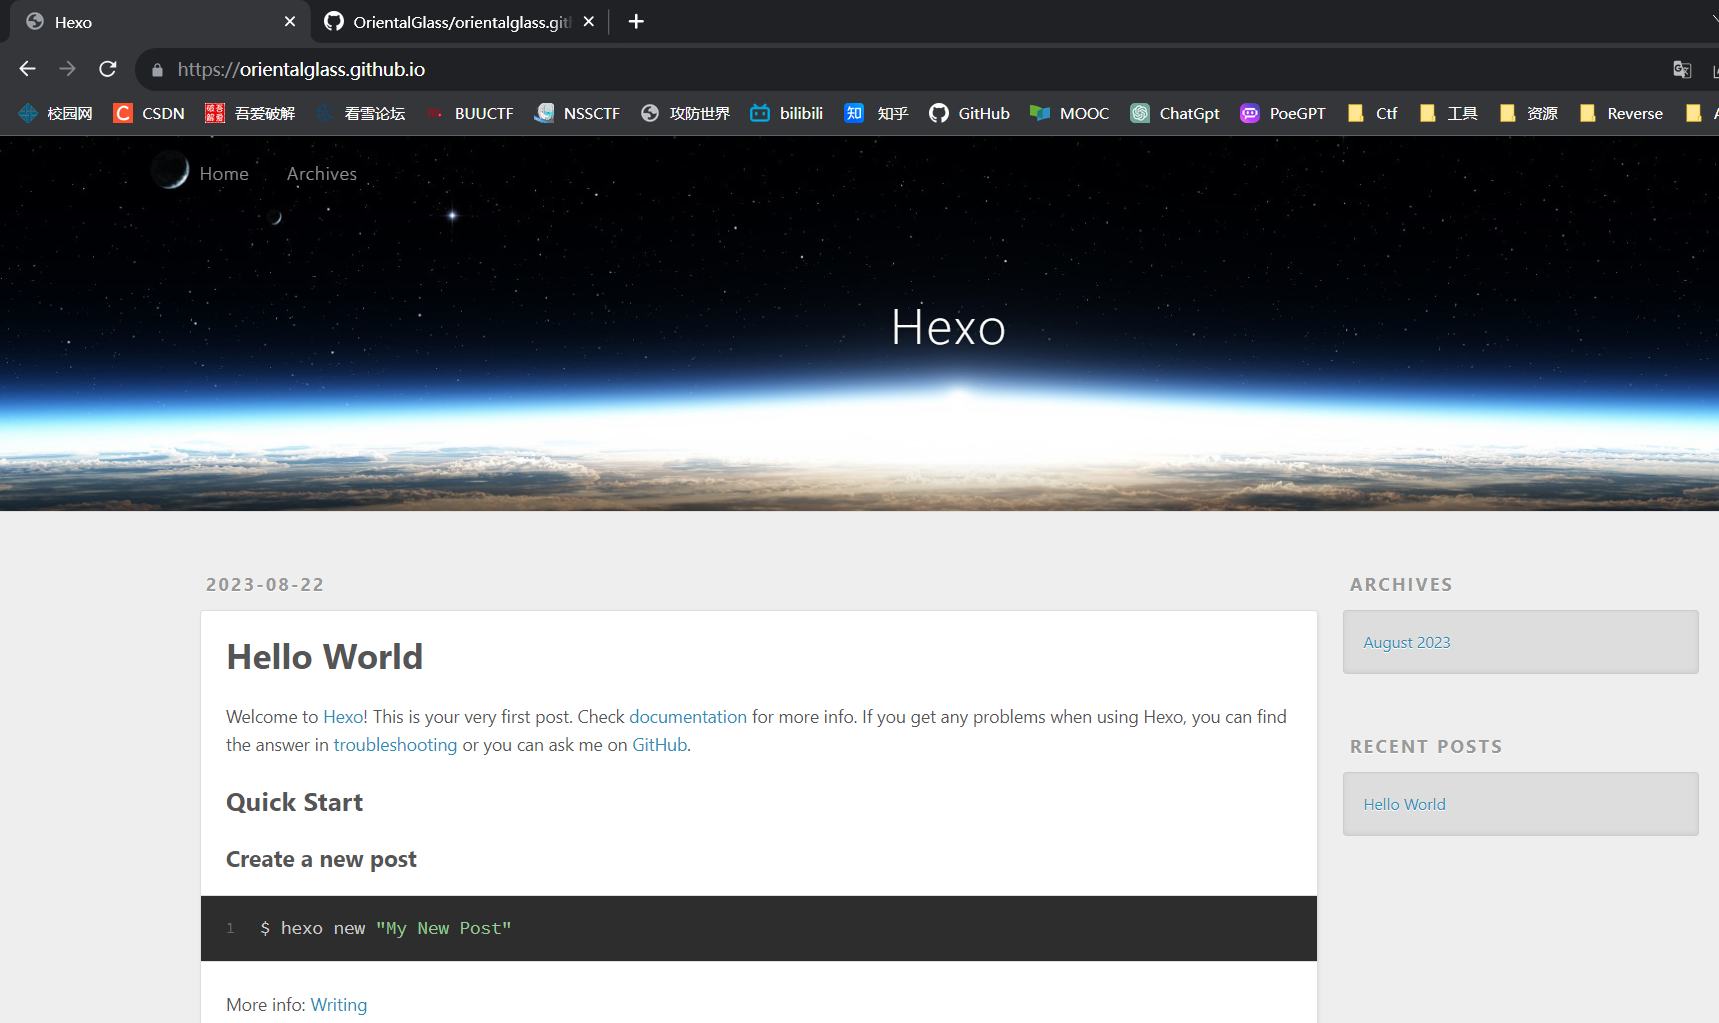 Hexo
OrientalGlass/orientalglass.git
https://orientalglass.github.io
校园网 CSDN 吾爱破解 看雪论坛 BUUCTF NSSCTF 攻防世界 bilibili 知乎 GitHub MOOC ChatGpt PoeGPT Ctf 工具 资源 Reverse
Home Archives
Hexo
2023-08-22
Hello World
Welcome to Hexo! This is your very first post. Check documentation for more info. If you get any problems when using Hexo, you can find
the answer in troubleshooting or you can ask me on GitHub.
Quick Start
Create a new post
1 $ hexo new "My New Post"
More info: Writing
ARCHIVES
August 2023
RECENT POSTS
Hello World